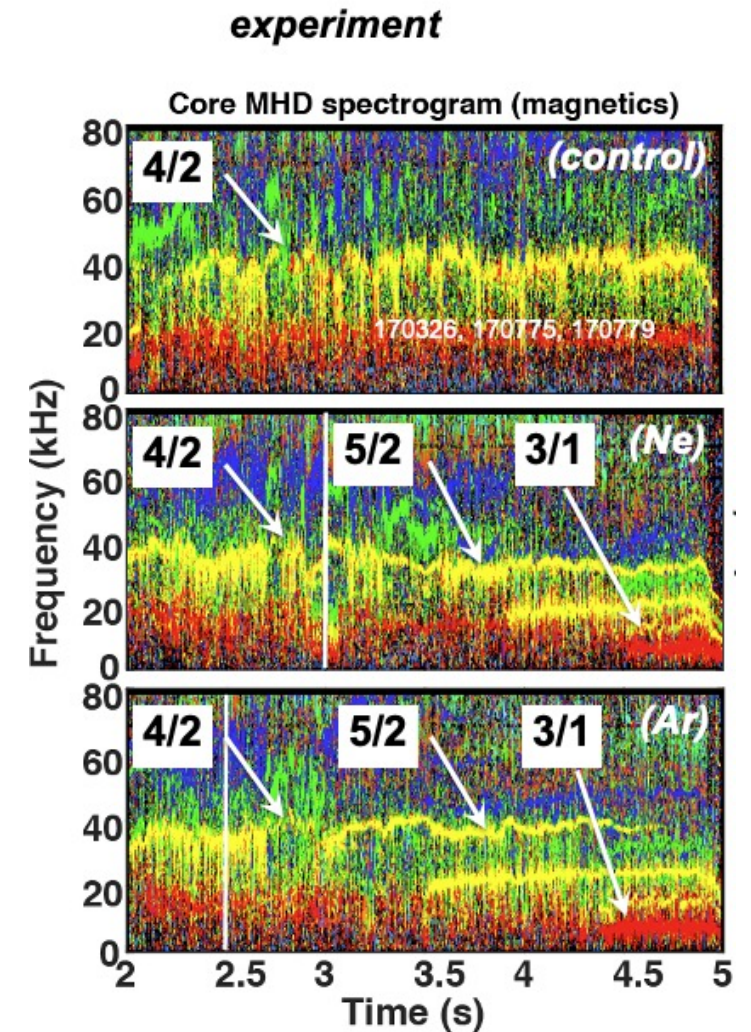 experiment
Core MHD spectrogram (magnetics)
Frequency (kHz)
80
60
40
20
0
4/2
(control)
170326, 170775, 170779
80
60
40
20
0
4/2
5/2
3/1
(Ne)
80
60
40
20
0
4/2
5/2
3/1
(Ar)
2 2.5 3 3.5 4 4.5 5
Time (s)